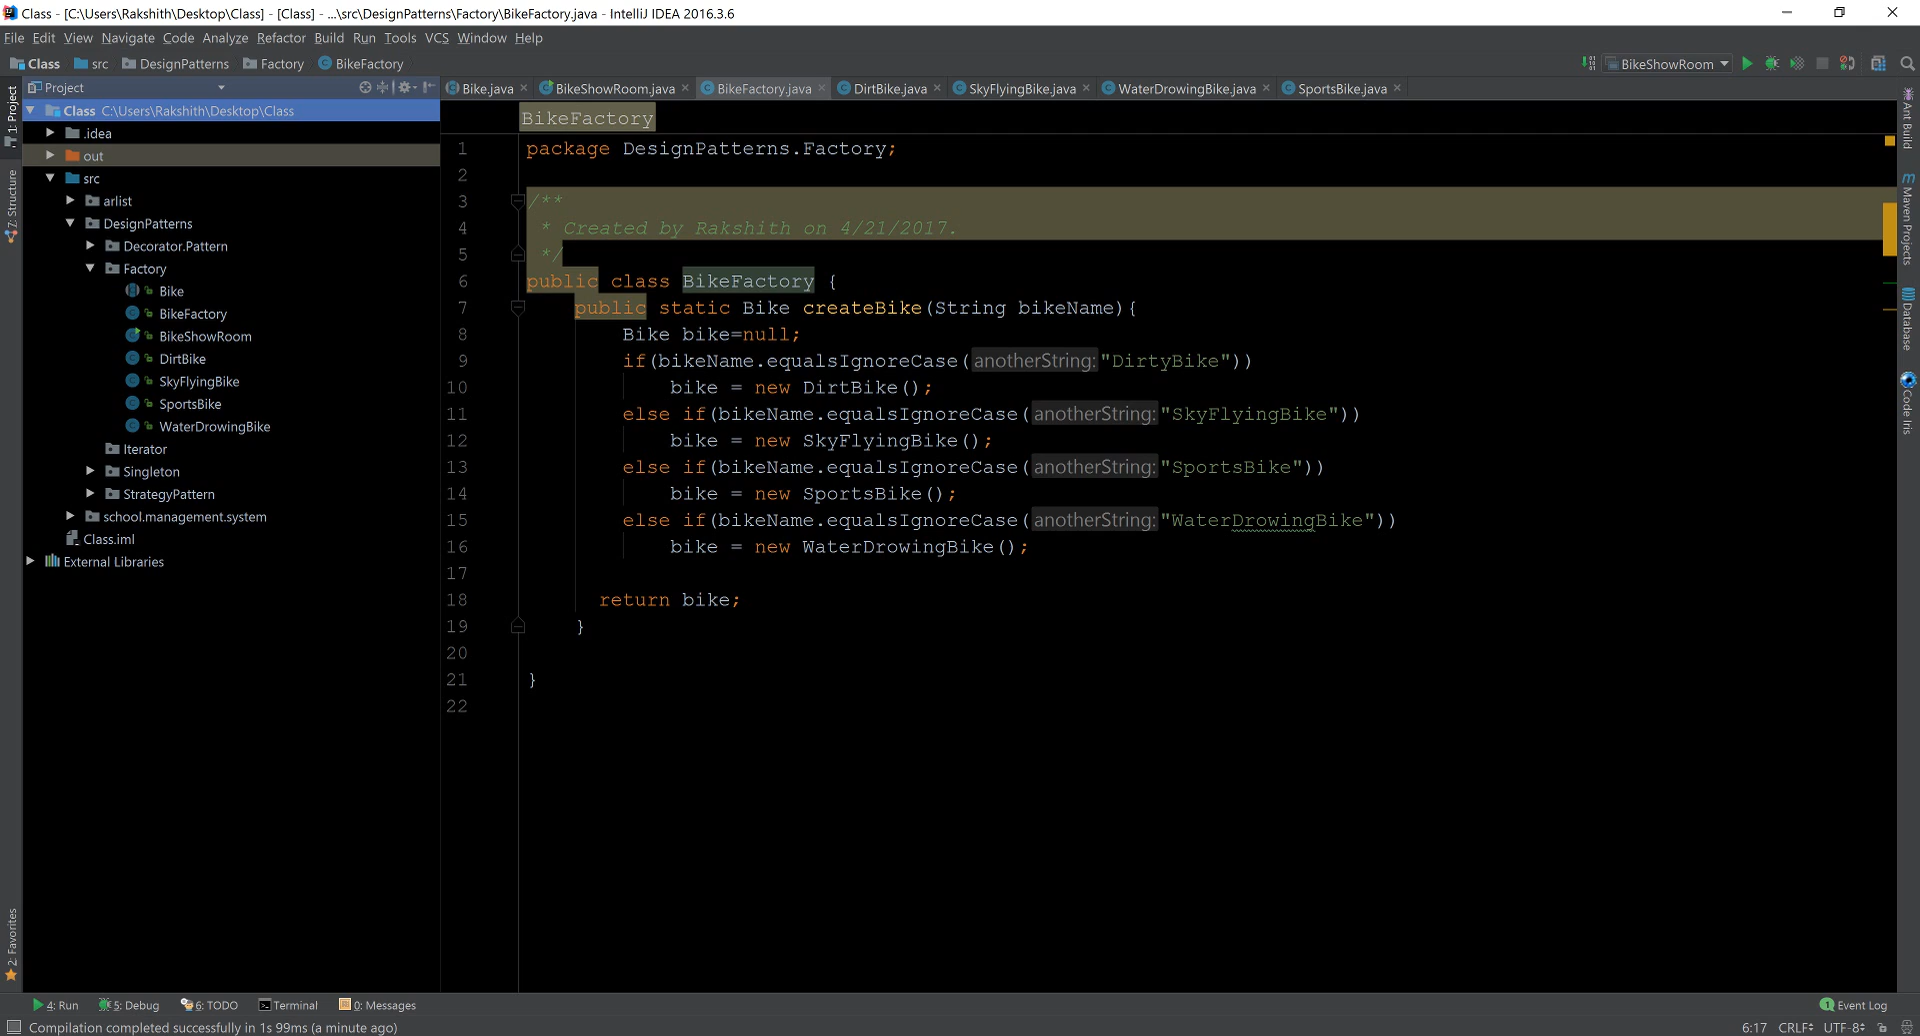 Class - [C:\Users\Rakshith\Desktop\Class] - [Class] - ...\src\DesignPatterns\Factory\BikeFactory.java - IntelliJ IDEA 2016.3.6
File Edit View Navigate Code Analyze Refactor Build Run Tools VCS Window Help
Class src DesignPatterns Factory BikeFactory
BikeShowRoom
Project
Bike.java BikeShowRoom.java BikeFactory.java DirtBike.java SkyFlyingBike.java WaterDrowingBike.java SportsBike.java
1: Project
Z: Structure
2: Favorites
Class C:\Users\Rakshith\Desktop\Class
.idea
out
src
arlist
DesignPatterns
Decorator.Pattern
Factory
Bike
BikeFactory
BikeShowRoom
DirtBike
SkyFlyingBike
SportsBike
WaterDrowingBike
Iterator
Singleton
StrategyPattern
school.management.system
Class.iml
External Libraries
BikeFactory
1 package DesignPatterns.Factory;
2
3 /**
4 * Created by Rakshith on 4/21/2017.
5 */
6 public class BikeFactory {
7 public static Bike createBike(String bikeName){
8 Bike bike=null;
9 if(bikeName.equalsIgnoreCase( anotherString: "DirtyBike"))
10 bike = new DirtBike();
11 else if(bikeName.equalsIgnoreCase( anotherString: "SkyFlyingBike"))
12 bike = new SkyFlyingBike();
13 else if(bikeName.equalsIgnoreCase( anotherString: "SportsBike"))
14 bike = new SportsBike();
15 else if(bikeName.equalsIgnoreCase( anotherString: "WaterDrowingBike"))
16 bike = new WaterDrowingBike();
17
18 return bike;
19 }
20
21 }
22
Ant Build
Maven Projects
Database
Code Iris
4: Run 5: Debug 6: TODO Terminal 0: Messages
1 Event Log
Compilation completed successfully in 1s 99ms (a minute ago)
6:17 CRLF UTF-8